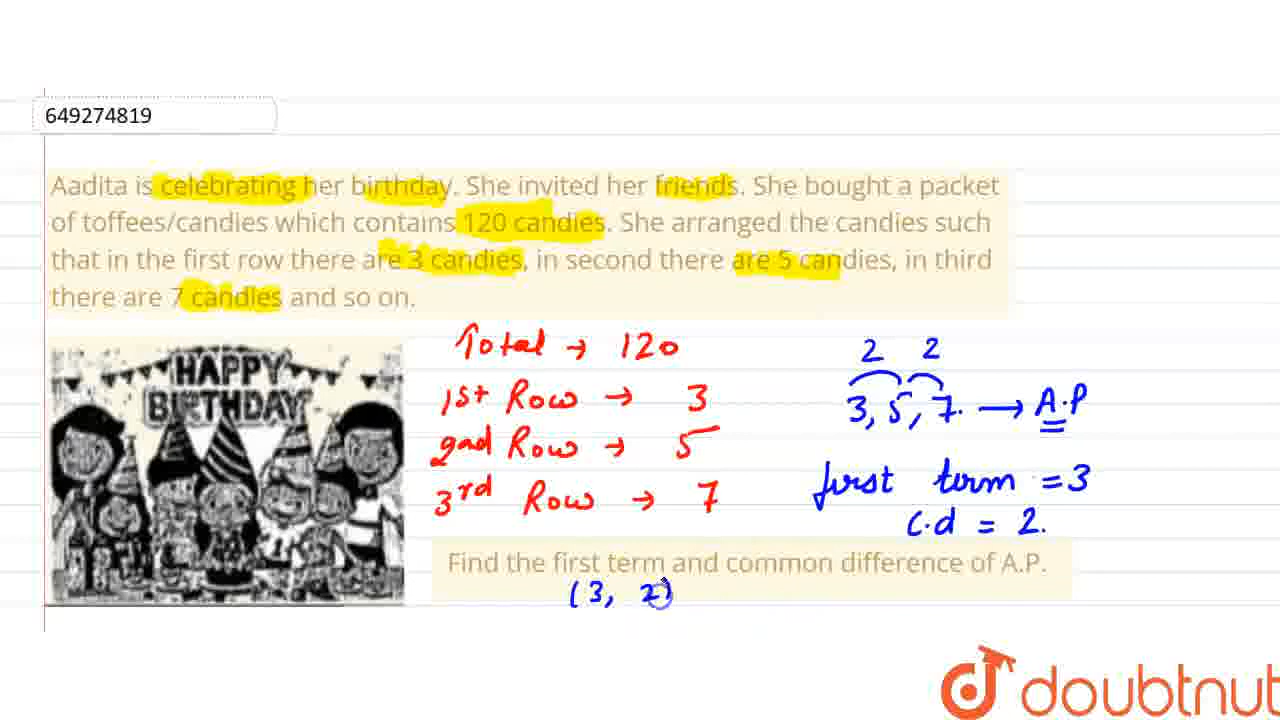 649274819
Aadita is celebrating her birthday. She invited her friends. She bought a packet
of toffees/candies which contains 120 candies. She arranged the candies such
that in the first row there are 3 candies, in second there are 5 candies, in third
there are 7 candies and so on.
HAPPY
BIRTHDAY
Total → 120
1st Row → 3
2nd Row → 5
3rd Row → 7
2 2
3, 5, 7. → A.P
first term = 3
C.d = 2.
Find the first term and common difference of A.P.
(3, 2)
doubtnut